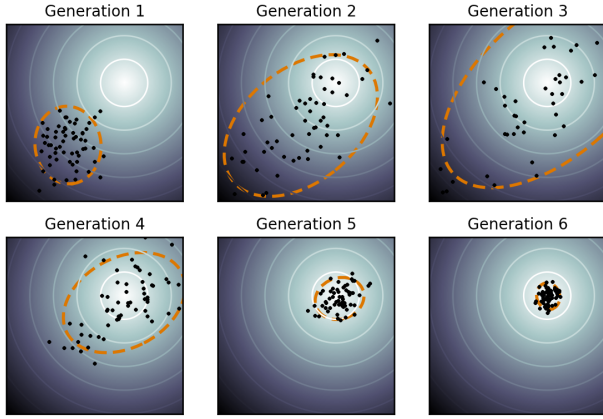 Generation 1
Generation 2
Generation 3
Generation 4
Generation 5
Generation 6